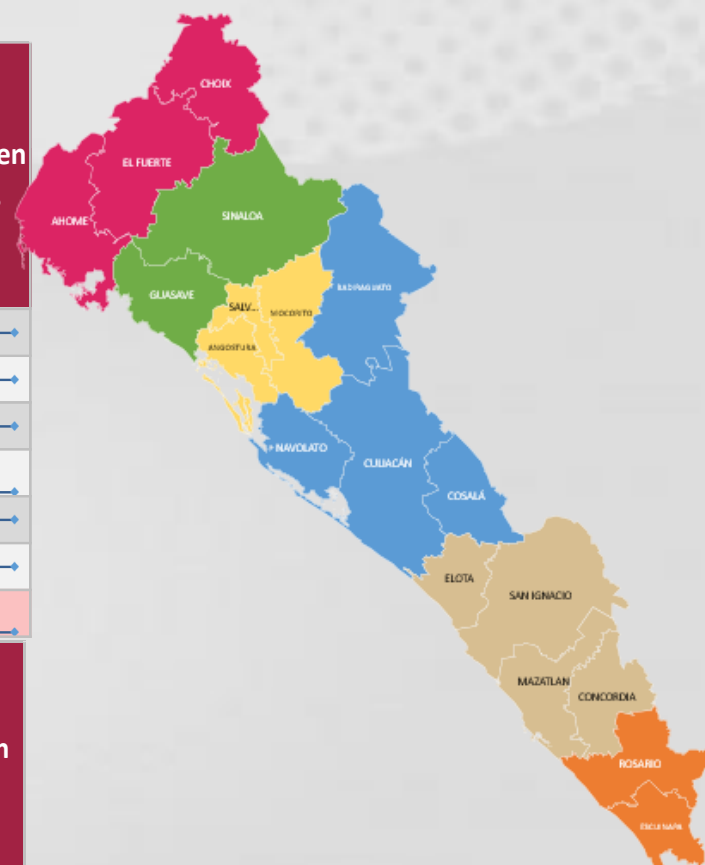 CHOIX
en
EL FUERTE
SINALOA
AHOME
BADIRAGUATO
GUASAVE
SALV...
MOCORITO
ANGOSTURA
NAVOLATO
CULIACÁN
COSALÁ
ELOTA
SAN IGNACIO
MAZATLAN
CONCORDIA
n
ROSARIO
ESCUINAPA